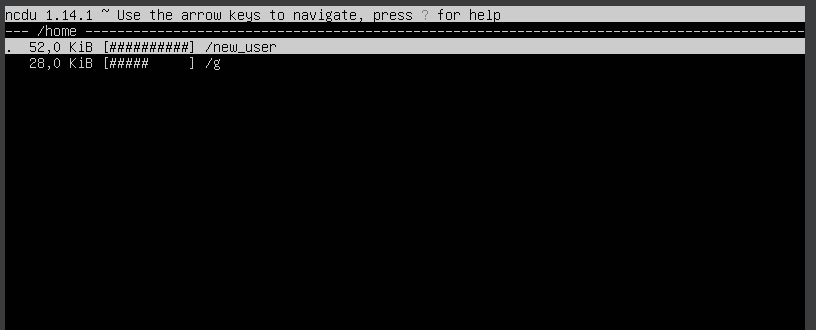 ncdu 1.14.1 ~ Use the arrow keys to navigate, press ? for help
--- /home ------------------------------------------------------------------------------------------
.  52,0 KiB [##########] /new_user
   28,0 KiB [#####     ] /g